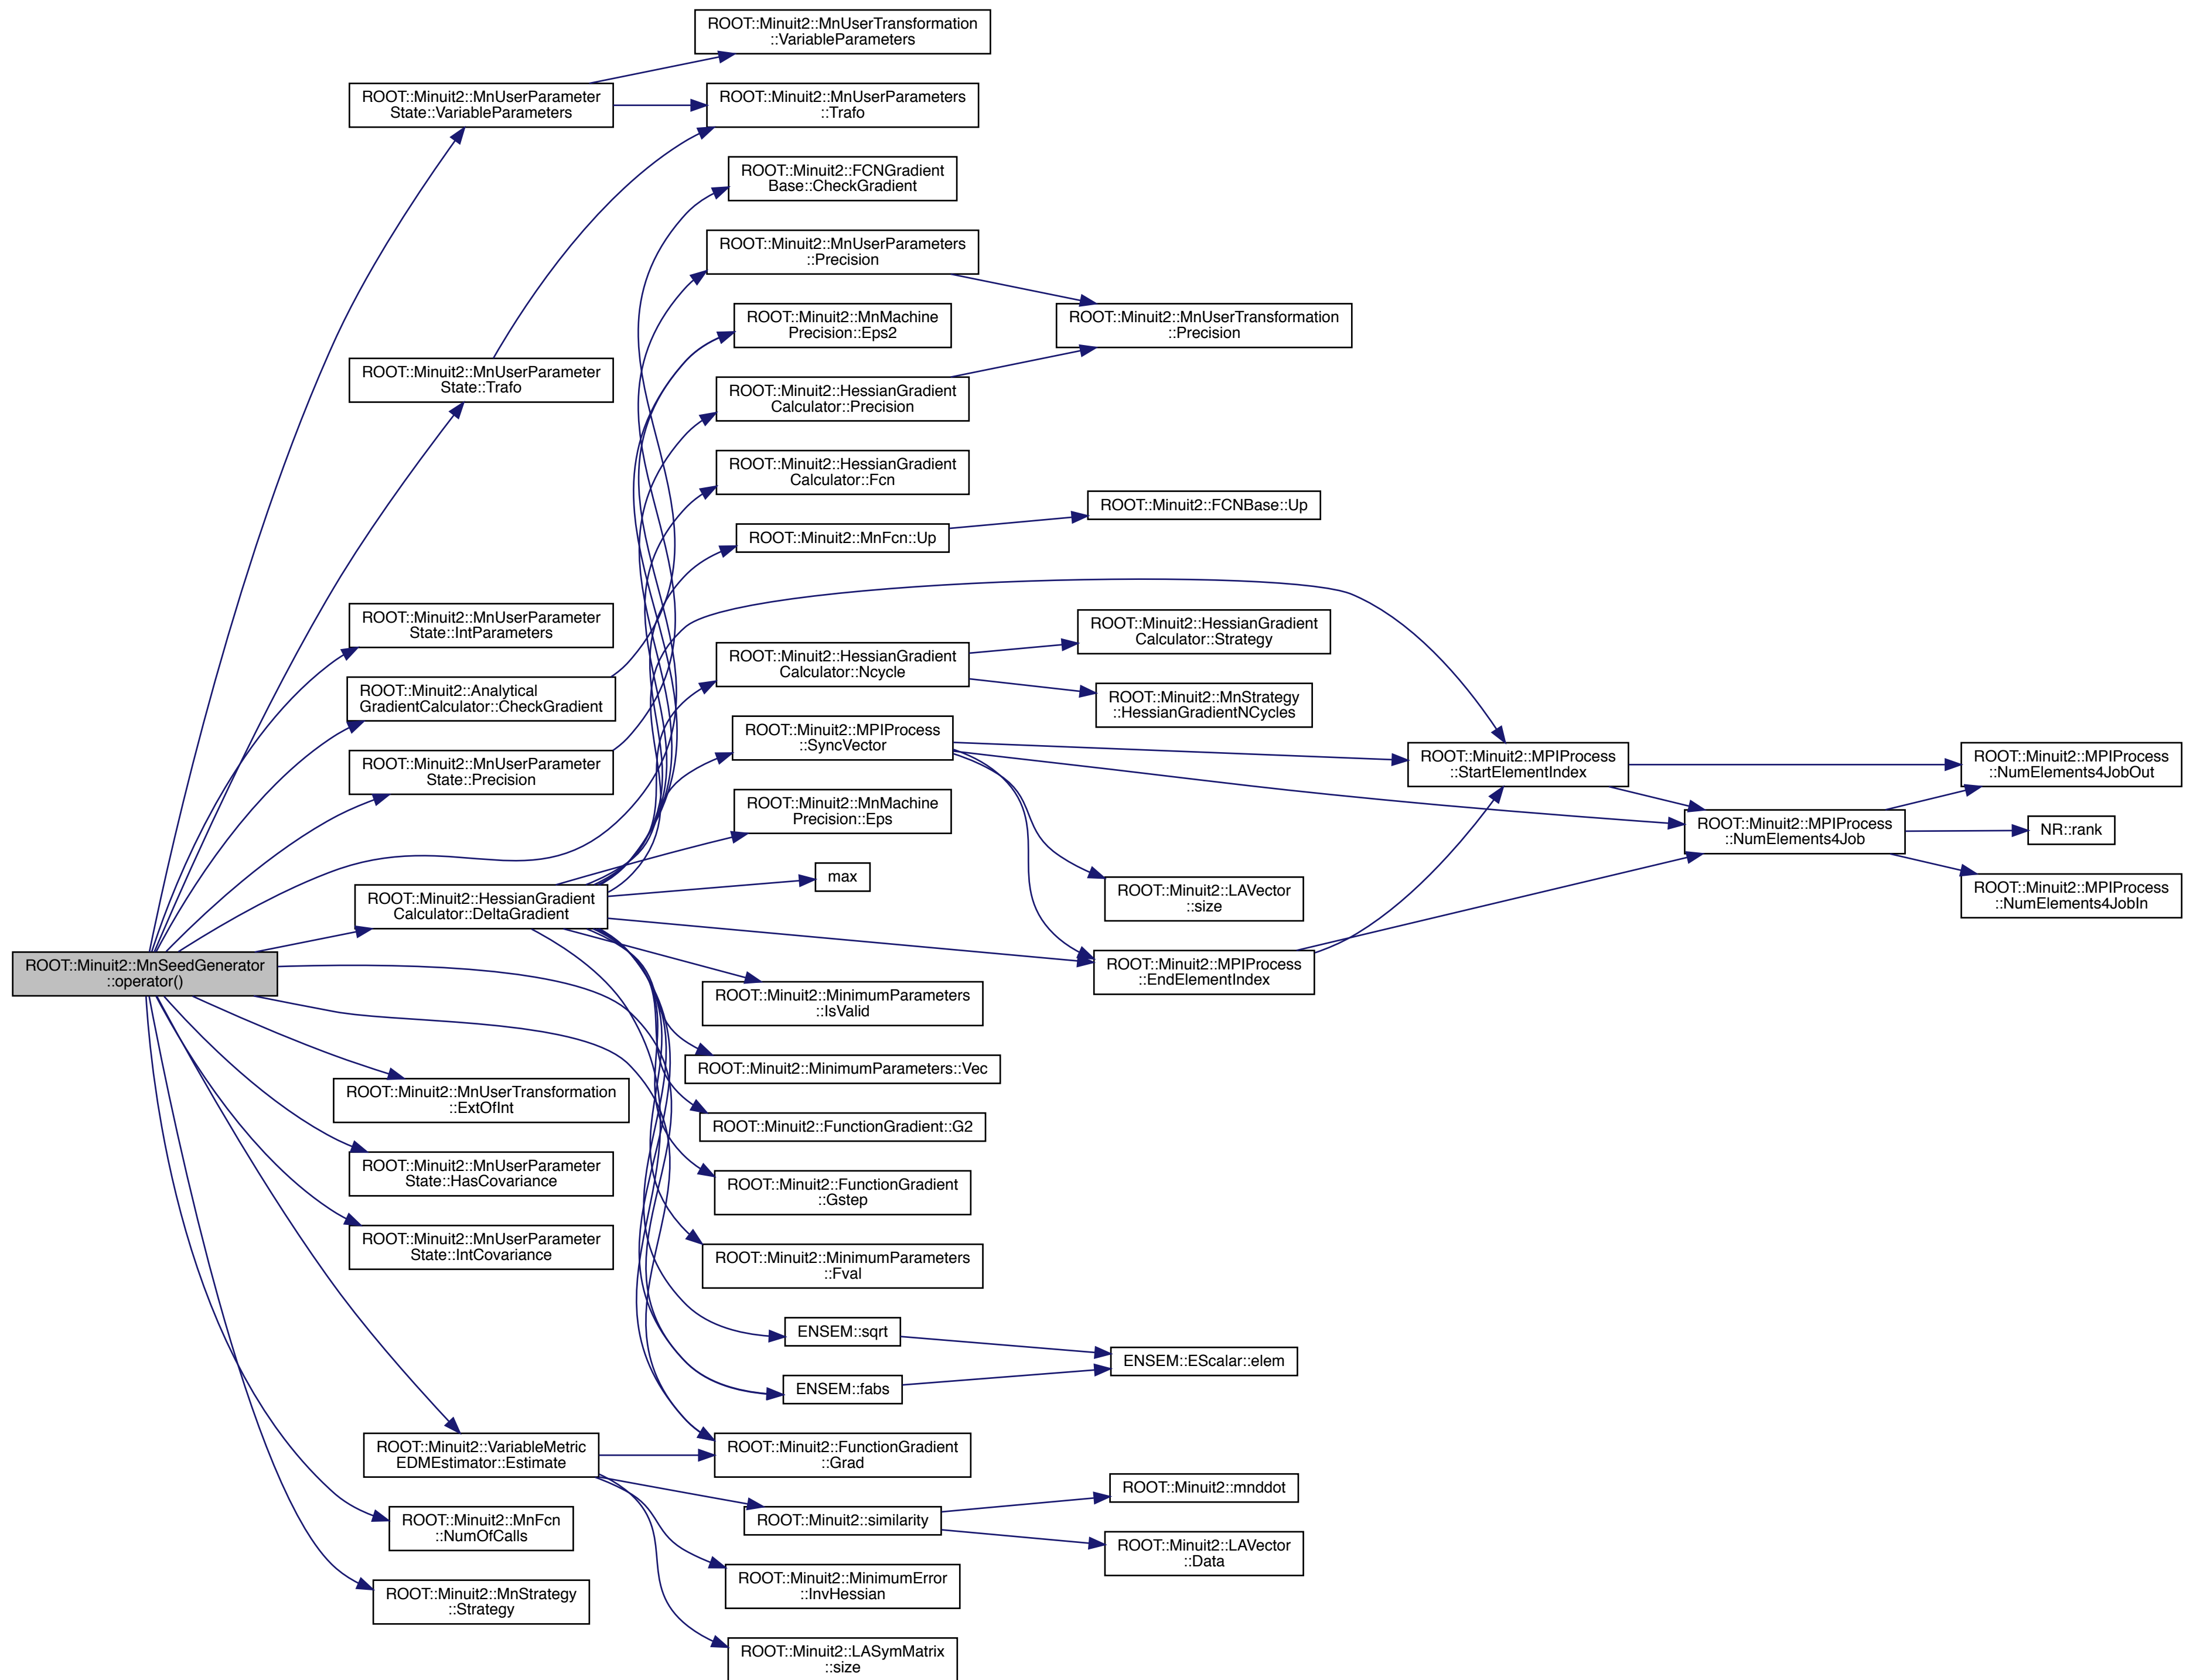 ROOT::Minuit2::MnUserTransformation
::VariableParameters
ROOT::Minuit2::MnUserParameter
State::VariableParameters
ROOT::Minuit2::MnUserParameters
::Trafo
ROOT::Minuit2::FCNGradient
Base::CheckGradient
ROOT::Minuit2::MnUserParameters
::Precision
ROOT::Minuit2::MnMachine
Precision::Eps2
ROOT::Minuit2::MnUserTransformation
::Precision
ROOT::Minuit2::MnUserParameter
State::Trafo
ROOT::Minuit2::HessianGradient
Calculator::Precision
ROOT::Minuit2::HessianGradient
Calculator::Fcn
ROOT::Minuit2::FCNBase::Up
ROOT::Minuit2::MnFcn::Up
ROOT::Minuit2::MnUserParameter
State::IntParameters
ROOT::Minuit2::HessianGradient
Calculator::Strategy
ROOT::Minuit2::HessianGradient
Calculator::Ncycle
ROOT::Minuit2::Analytical
GradientCalculator::CheckGradient
ROOT::Minuit2::MnStrategy
::HessianGradientNCycles
ROOT::Minuit2::MPIProcess
::SyncVector
ROOT::Minuit2::MnUserParameter
State::Precision
ROOT::Minuit2::MPIProcess
::StartElementIndex
ROOT::Minuit2::MPIProcess
::NumElements4JobOut
ROOT::Minuit2::MnMachine
Precision::Eps
ROOT::Minuit2::MPIProcess
::NumElements4Job
NR::rank
max
ROOT::Minuit2::HessianGradient
Calculator::DeltaGradient
ROOT::Minuit2::LAVector
::size
ROOT::Minuit2::MPIProcess
::NumElements4JobIn
ROOT::Minuit2::MnSeedGenerator
::operator()
ROOT::Minuit2::MPIProcess
::EndElementIndex
ROOT::Minuit2::MinimumParameters
::IsValid
ROOT::Minuit2::MinimumParameters::Vec
ROOT::Minuit2::MnUserTransformation
::ExtOfInt
ROOT::Minuit2::FunctionGradient::G2
ROOT::Minuit2::MnUserParameter
State::HasCovariance
ROOT::Minuit2::FunctionGradient
::Gstep
ROOT::Minuit2::MnUserParameter
State::IntCovariance
ROOT::Minuit2::MinimumParameters
::Fval
ENSEM::sqrt
ENSEM::EScalar::elem
ENSEM::fabs
ROOT::Minuit2::VariableMetric
EDMEstimator::Estimate
ROOT::Minuit2::FunctionGradient
::Grad
ROOT::Minuit2::mnddot
ROOT::Minuit2::similarity
ROOT::Minuit2::MnFcn
::NumOfCalls
ROOT::Minuit2::LAVector
::Data
ROOT::Minuit2::MinimumError
::InvHessian
ROOT::Minuit2::MnStrategy
::Strategy
ROOT::Minuit2::LASymMatrix
::size